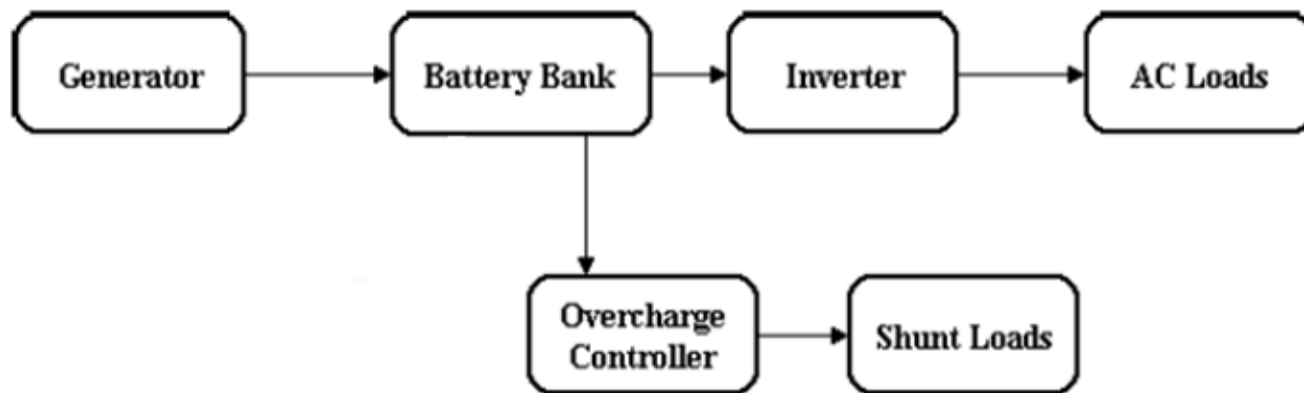 Generator
Battery Bank
Inverter
AC Loads
Overcharge
Controller
Shunt Loads